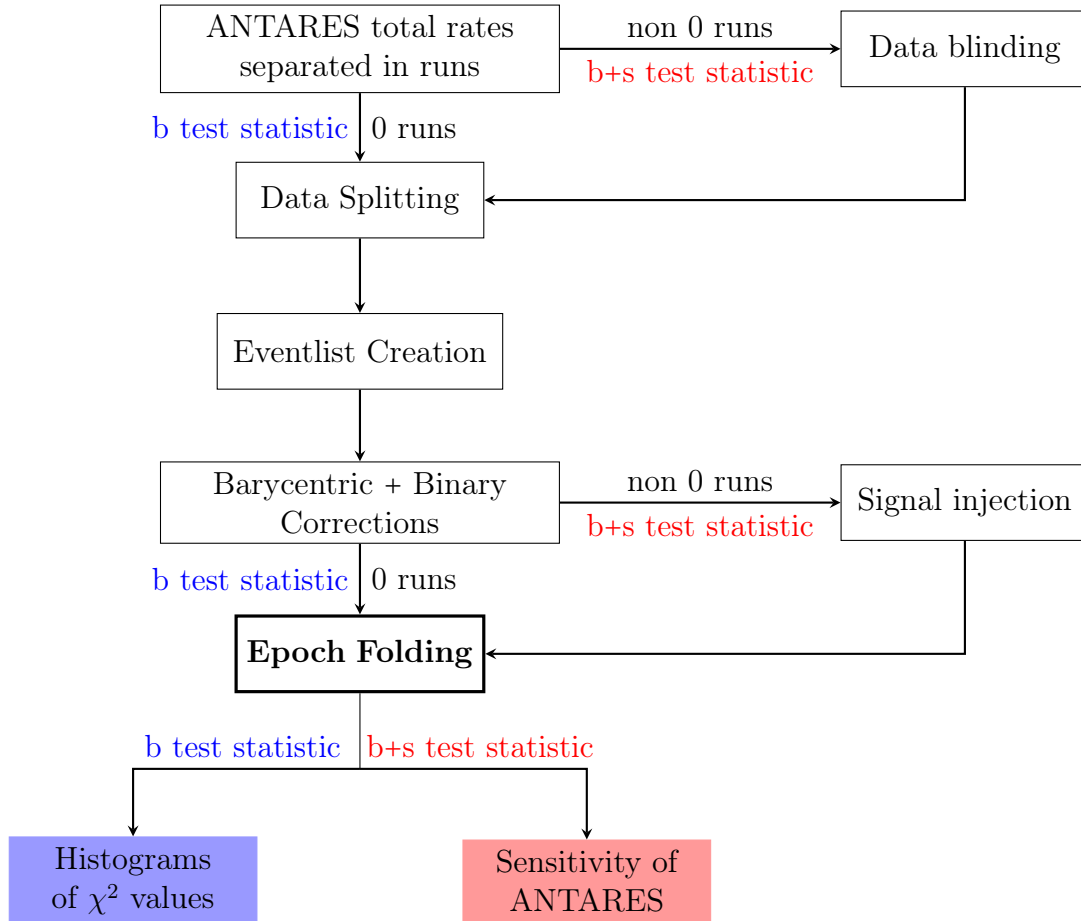 ANTARES total rates
separated in runs
non 0 runs
b+s test statistic
Data blinding
b test statistic
0 runs
Data Splitting
Eventlist Creation
Barycentric + Binary
Corrections
non 0 runs
b+s test statistic
Signal injection
b test statistic
0 runs
Epoch Folding
b test statistic
b+s test statistic
Histograms
of χ² values
Sensitivity of
ANTARES